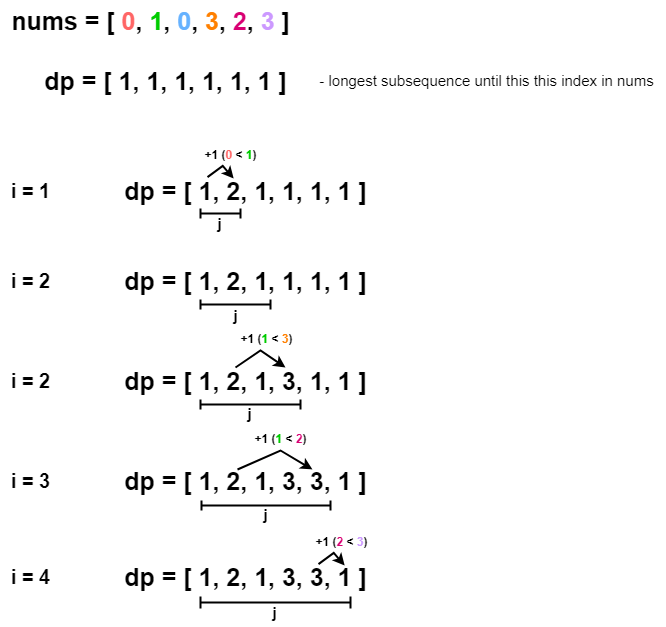 nums = [ 0, 1, 0, 3, 2, 3 ]
dp = [ 1, 1, 1, 1, 1, 1 ] - longest subsequence until this this index in nums
+1 (0 < 1)
i = 1 dp = [ 1, 2, 1, 1, 1, 1 ]
j
i = 2 dp = [ 1, 2, 1, 1, 1, 1 ]
j
+1 (1 < 3)
i = 2 dp = [ 1, 2, 1, 3, 1, 1 ]
j
+1 (1 < 2)
i = 3 dp = [ 1, 2, 1, 3, 3, 1 ]
j
+1 (2 < 3)
i = 4 dp = [ 1, 2, 1, 3, 3, 1 ]
j